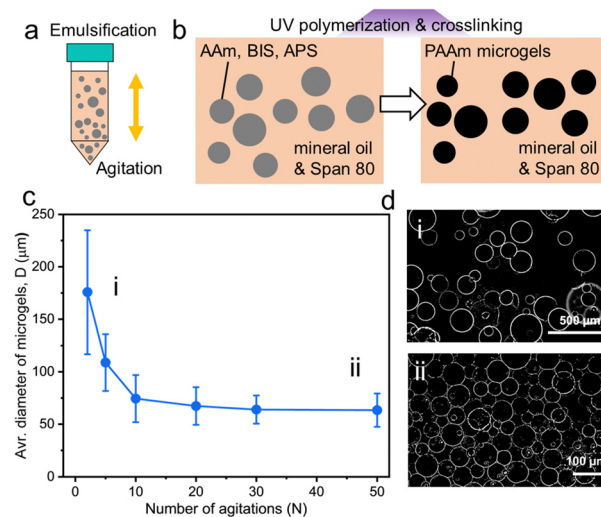 a
Emulsification
Agitation
b
UV polymerization & crosslinking
AAm, BIS, APS
mineral oil
& Span 80
PAAm microgels
mineral oil
& Span 80
c
Avr. diameter of microgels, D (μm)
250
200
150
100
50
0
i
ii
0
10
20
30
40
50
Number of agitations (N)
d
i
500 μm
ii
100 μm